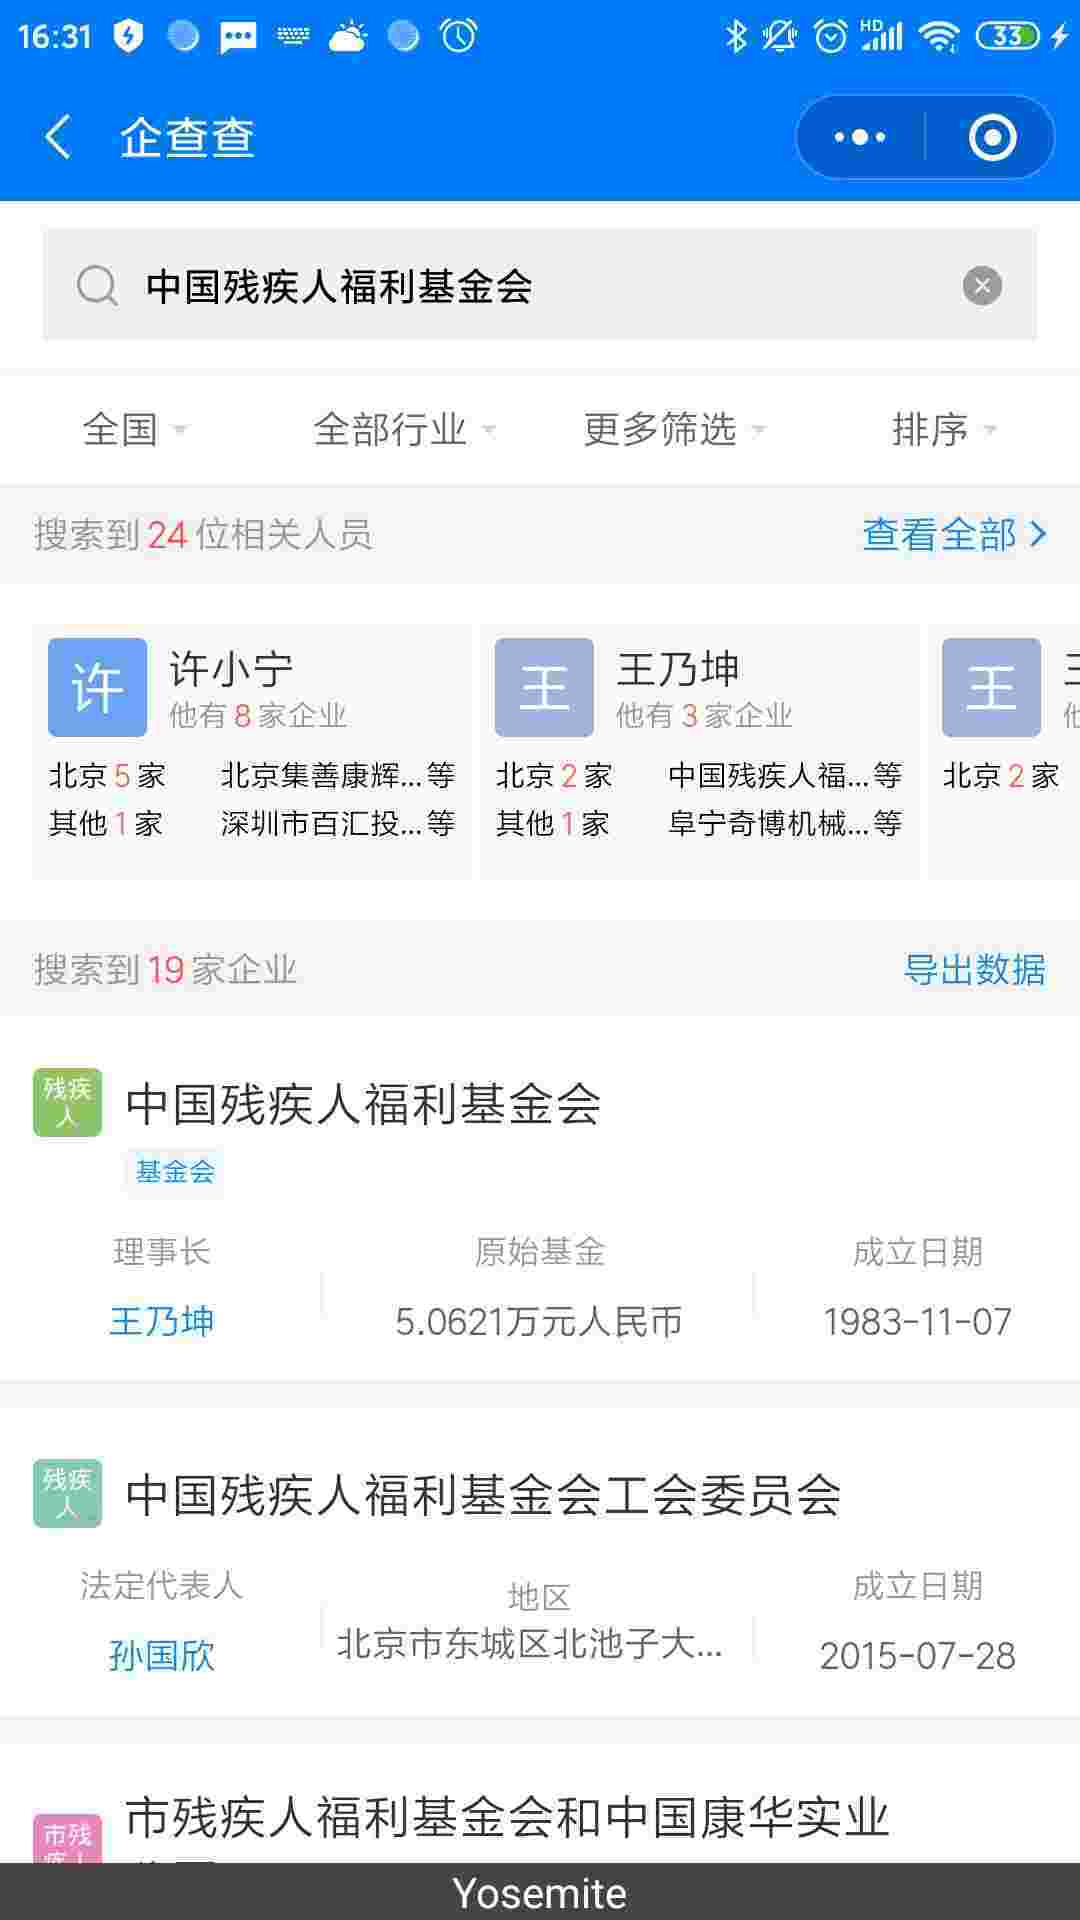 16:31
HD
33
企查查
中国残疾人福利基金会
全国 全部行业 更多筛选 排序
搜索到24位相关人员 查看全部
许 许小宁
他有8家企业
北京5家 北京集善康辉...等
其他1家 深圳市百汇投...等
王 王乃坤
他有3家企业
北京2家 中国残疾人福...等
其他1家 阜宁奇博机械...等
王
北京2家
搜索到19家企业 导出数据
残疾人
中国残疾人福利基金会
基金会
理事长 原始基金 成立日期
王乃坤 5.0621万元人民币 1983-11-07
残疾人
中国残疾人福利基金会工会委员会
法定代表人 地区 成立日期
孙国欣 北京市东城区北池子大... 2015-07-28
市残
市残疾人福利基金会和中国康华实业
Yosemite